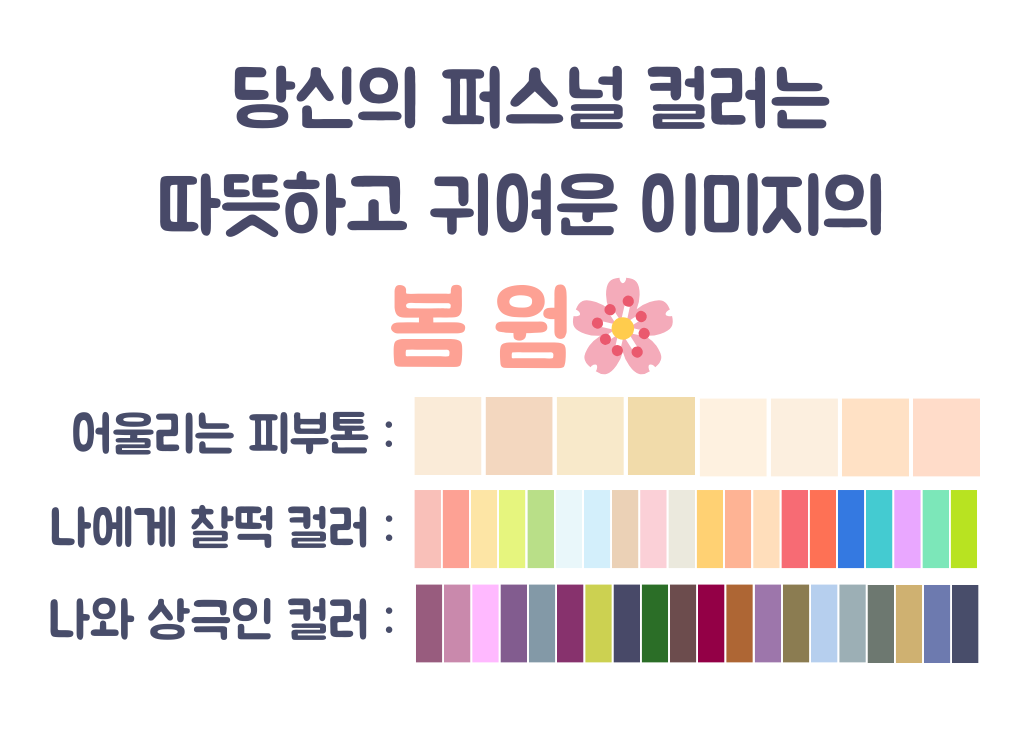 당신의 퍼스널 컬러는
따뜻하고 귀여운 이미지의
봄 웜
어울리는 피부톤 :
나에게 찰떡 컬러 :
나와 상극인 컬러 :